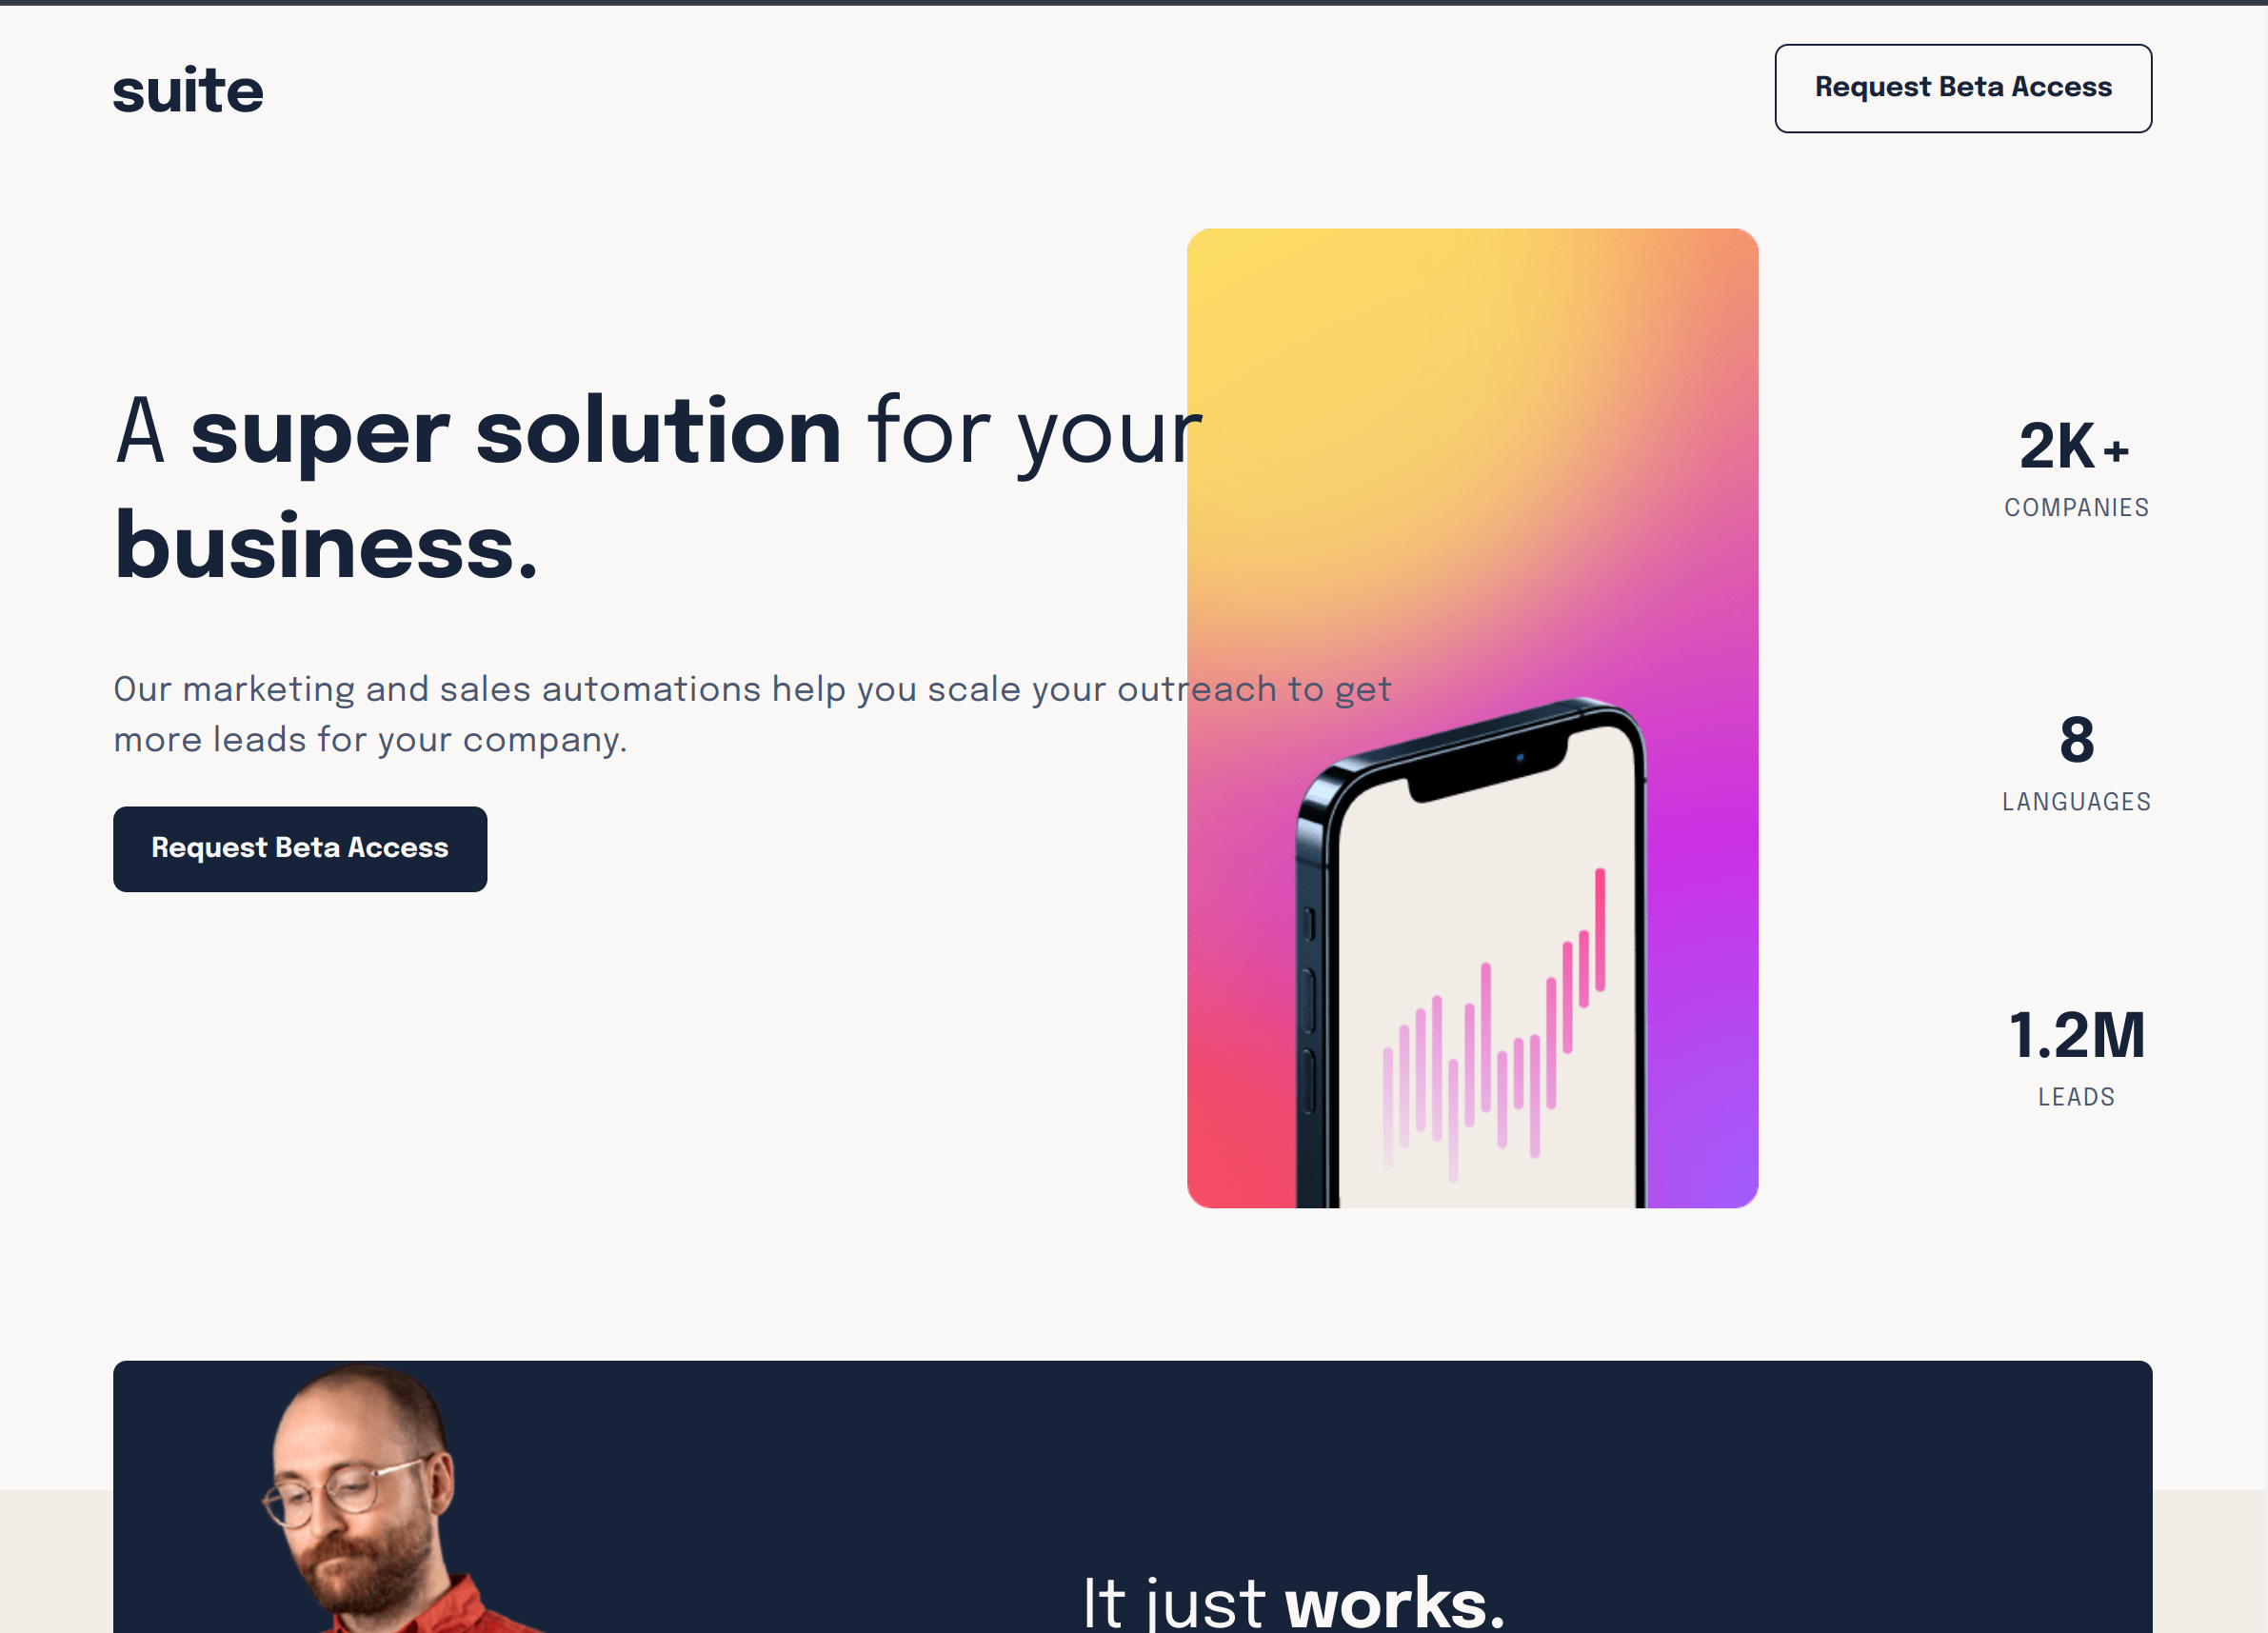 suite
Request Beta Access
A super solution for your
business.
Our marketing and sales automations help you scale your outreach to get
more leads for your company.
Request Beta Access
2K+
COMPANIES
8
LANGUAGES
1.2M
LEADS
It just works.